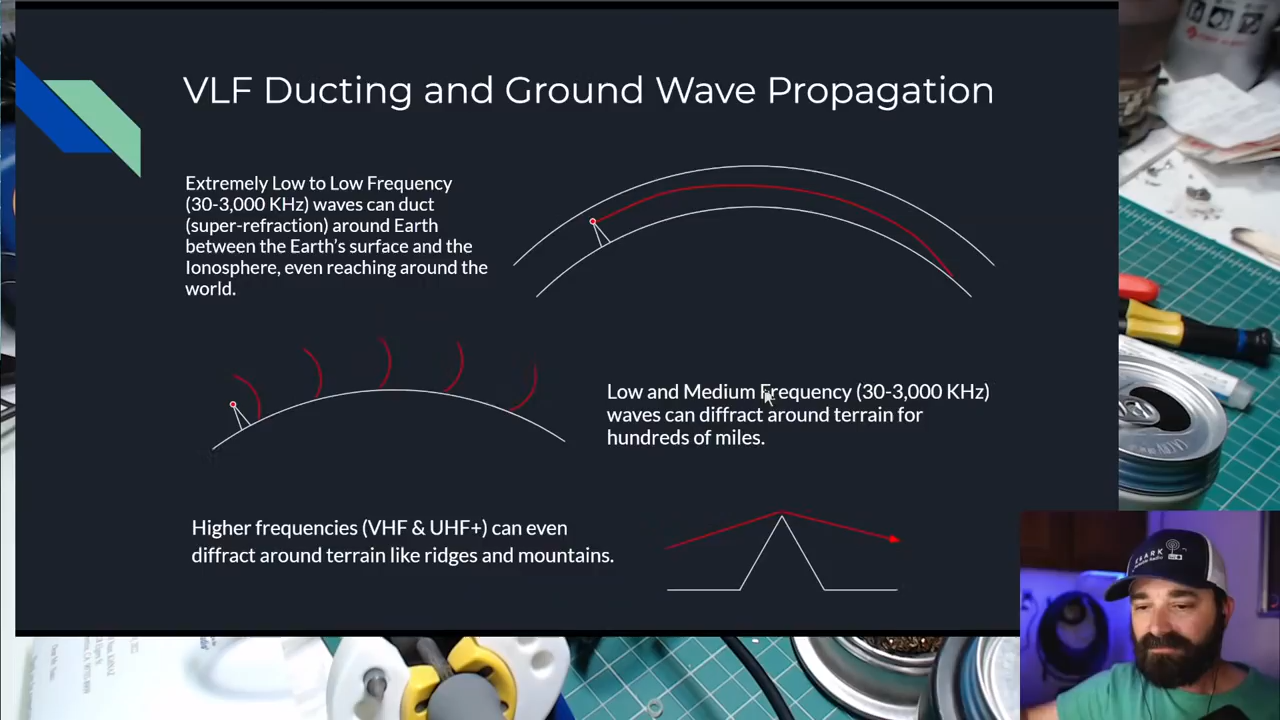 VLF Ducting and Ground Wave Propagation
Extremely Low to Low Frequency
(30-3,000 KHz) waves can duct
(super-refraction) around Earth
between the Earth's surface and the
Ionosphere, even reaching around the
world.
Low and Medium Frequency (30-3,000 KHz)
waves can diffract around terrain for
hundreds of miles.
Higher frequencies (VHF & UHF+) can even
diffract around terrain like ridges and mountains.